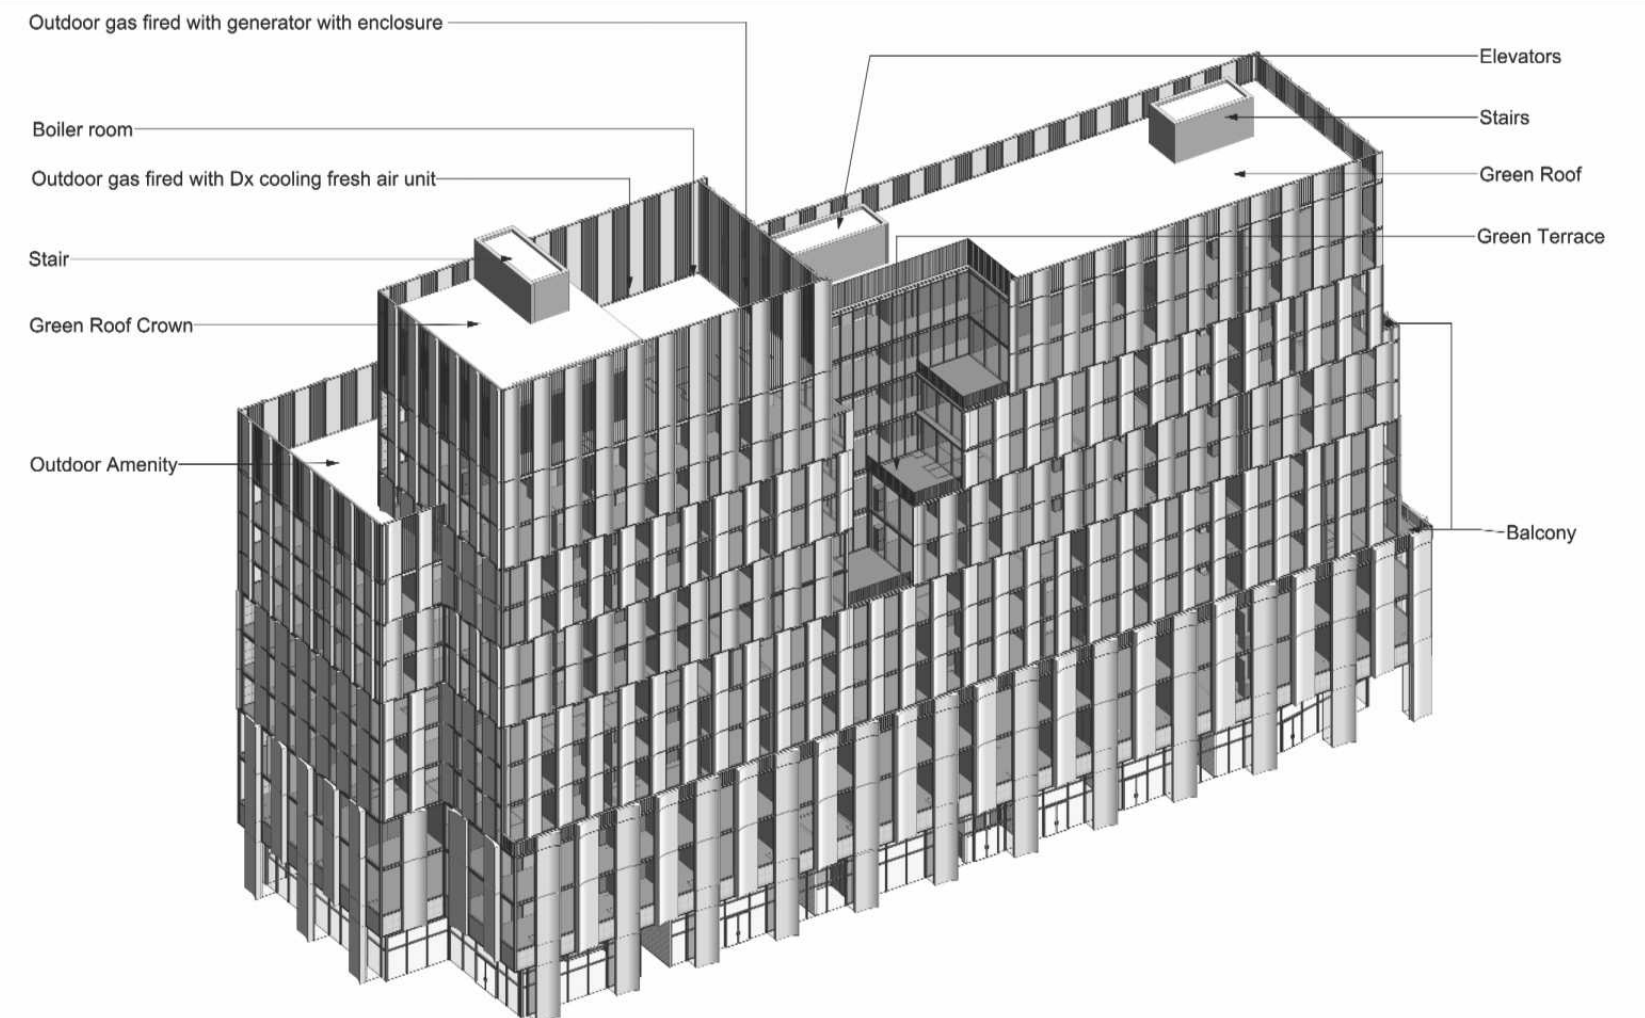 Outdoor gas fired with generator with enclosure
Elevators
Stairs
Boiler room
Green Roof
Outdoor gas fired with Dx cooling fresh air unit
Green Terrace
Stair
Green Roof Crown
Outdoor Amenity
Balcony